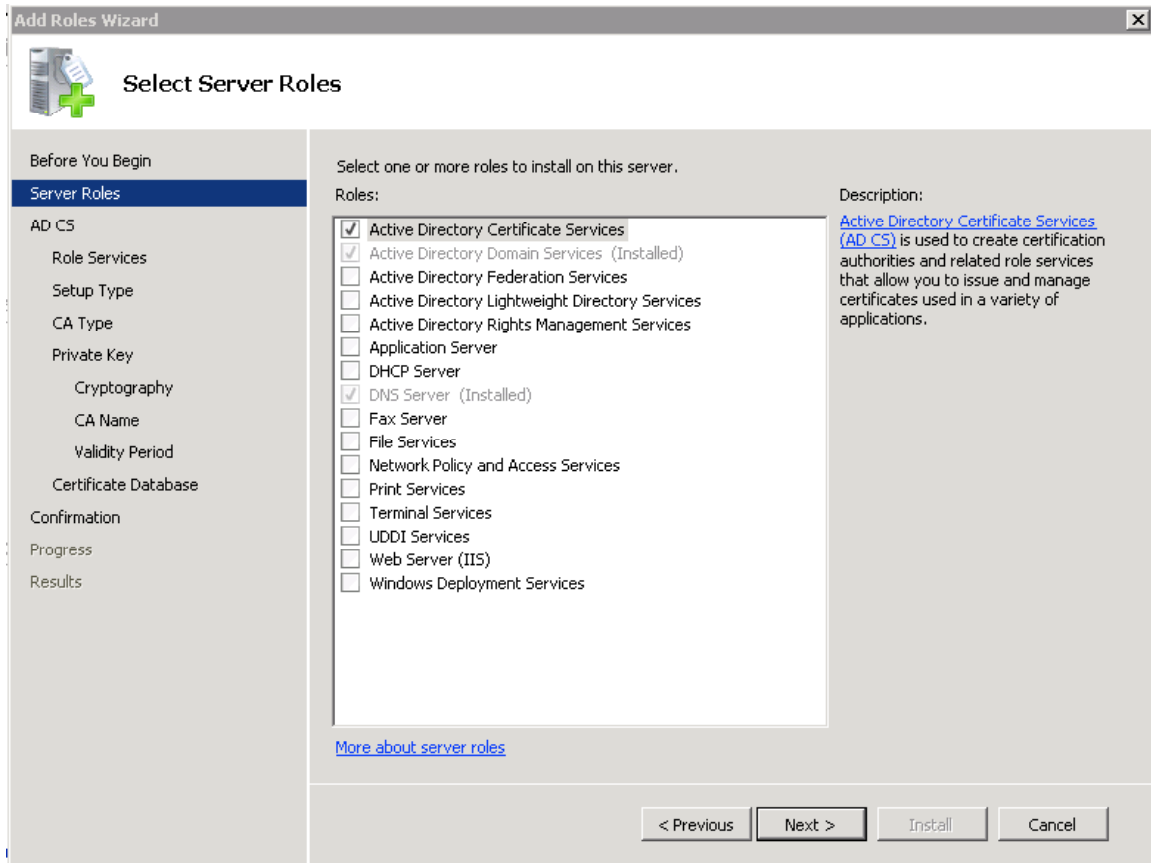 Add Roles Wizard
Select Server Roles
Before You Begin
Server Roles
AD CS
Role Services
Setup Type
CA Type
Private Key
Cryptography
CA Name
Validity Period
Certificate Database
Confirmation
Progress
Results
Select one or more roles to install on this server.
Roles:
Active Directory Certificate Services
Active Directory Domain Services (Installed)
Active Directory Federation Services
Active Directory Lightweight Directory Services
Active Directory Rights Management Services
Application Server
DHCP Server
DNS Server (Installed)
Fax Server
File Services
Network Policy and Access Services
Print Services
Terminal Services
UDDI Services
Web Server (IIS)
Windows Deployment Services
More about server roles
Description:
Active Directory Certificate Services
(AD CS) is used to create certification
authorities and related role services
that allow you to issue and manage
certificates used in a variety of
applications.
< Previous
Next >
Install
Cancel